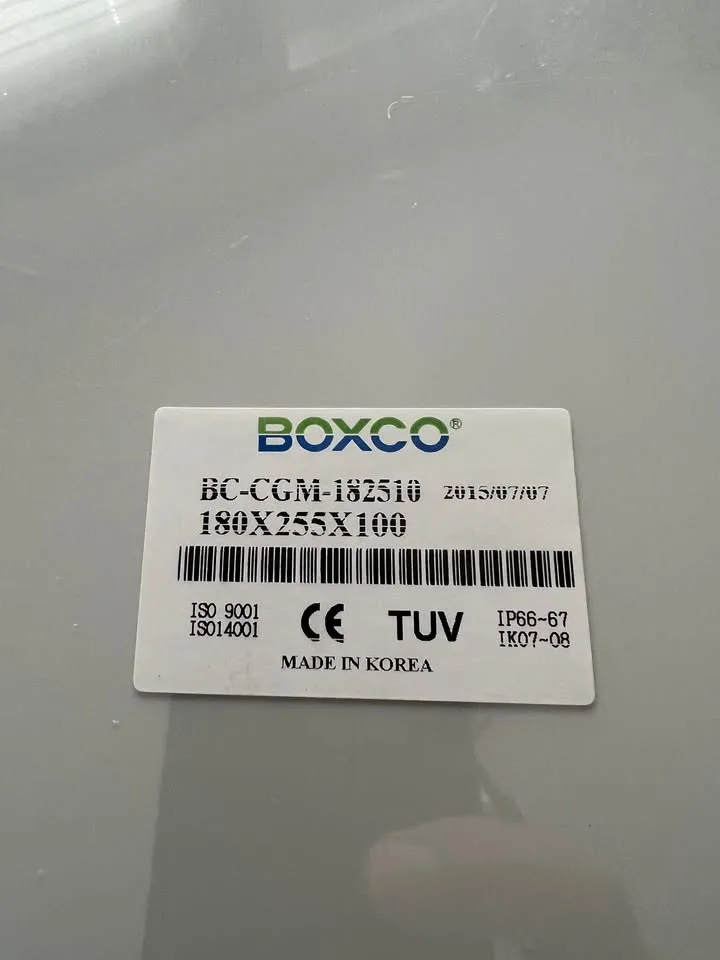 BOXCO®
BC-CGM-182510 2015/07/07
180X255X100
ISO 9001
ISO14001
CE TUV
IP66~67
IK07~08
MADE IN KOREA